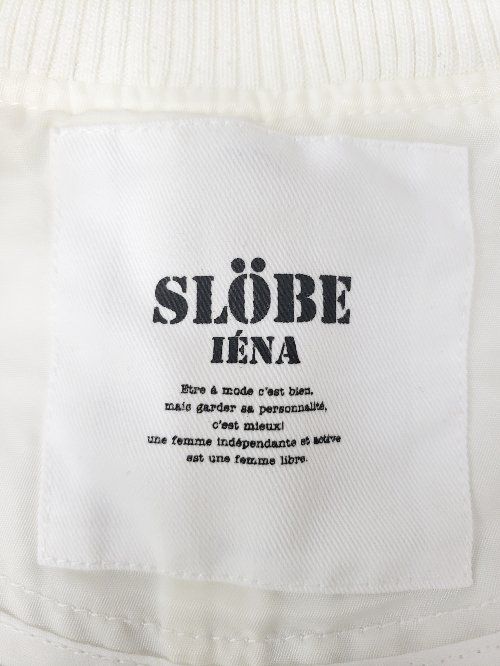 SLÖBE
IÉNA
Etre à mode c'est bien,
mais garder sa personnalité,
c'est mieux!
une femme indépendante et active
est une femme libre.